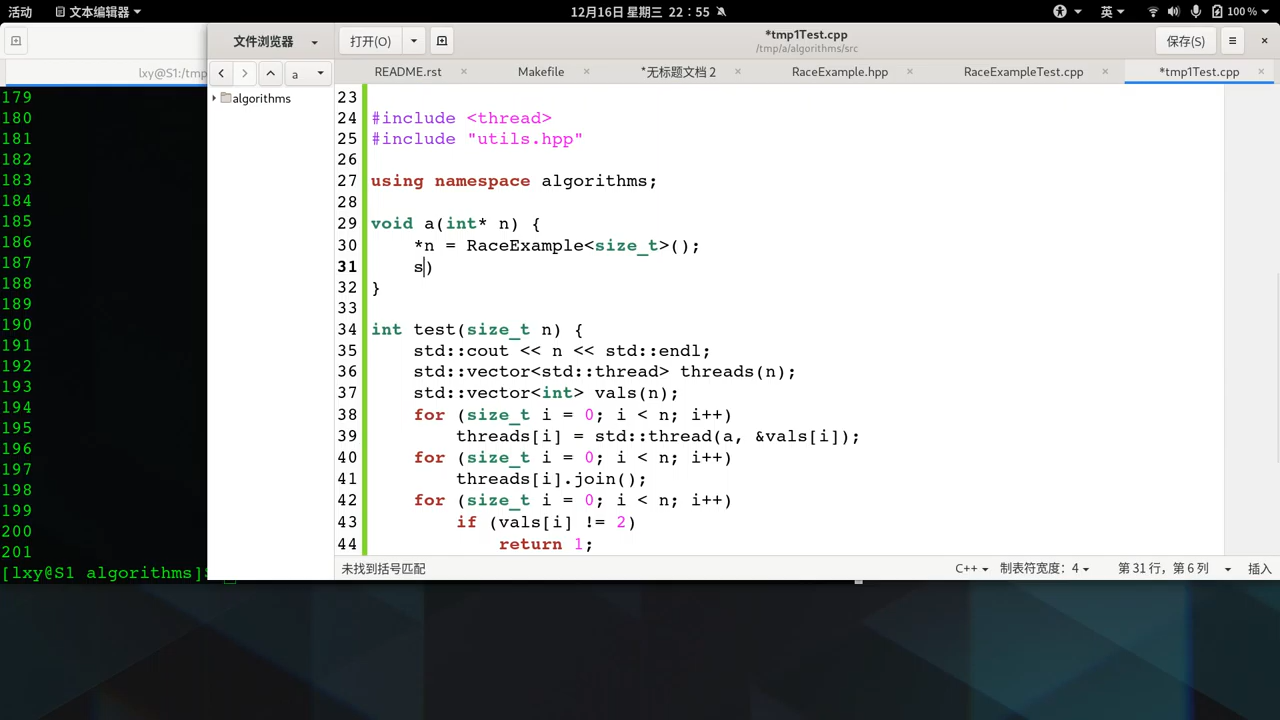 活动 文本编辑器 12月16日 星期三 22：55 英 100 %
文件浏览器 打开(O) *tmp1Test.cpp 保存(S)
/tmp/a/algorithms/src
lxy@S1:/tmp a README.rst Makefile *无标题文档 2 RaceExample.hpp RaceExampleTest.cpp *tmp1Test.cpp
algorithms
179
180
181
182
183
184
185
186
187
188
189
190
191
192
193
194
195
196
197
198
199
200
201
[lxy@S1 algorithms]$
23
24 #include <thread>
25 #include "utils.hpp"
26
27 using namespace algorithms;
28
29 void a(int* n) {
30     *n = RaceExample<size_t>();
31     s)
32 }
33
34 int test(size_t n) {
35     std::cout << n << std::endl;
36     std::vector<std::thread> threads(n);
37     std::vector<int> vals(n);
38     for (size_t i = 0; i < n; i++)
39         threads[i] = std::thread(a, &vals[i]);
40     for (size_t i = 0; i < n; i++)
41         threads[i].join();
42     for (size_t i = 0; i < n; i++)
43         if (vals[i] != 2)
44             return 1;
未找到括号匹配 C++ 制表符宽度：4 第 31 行，第 6 列 插入